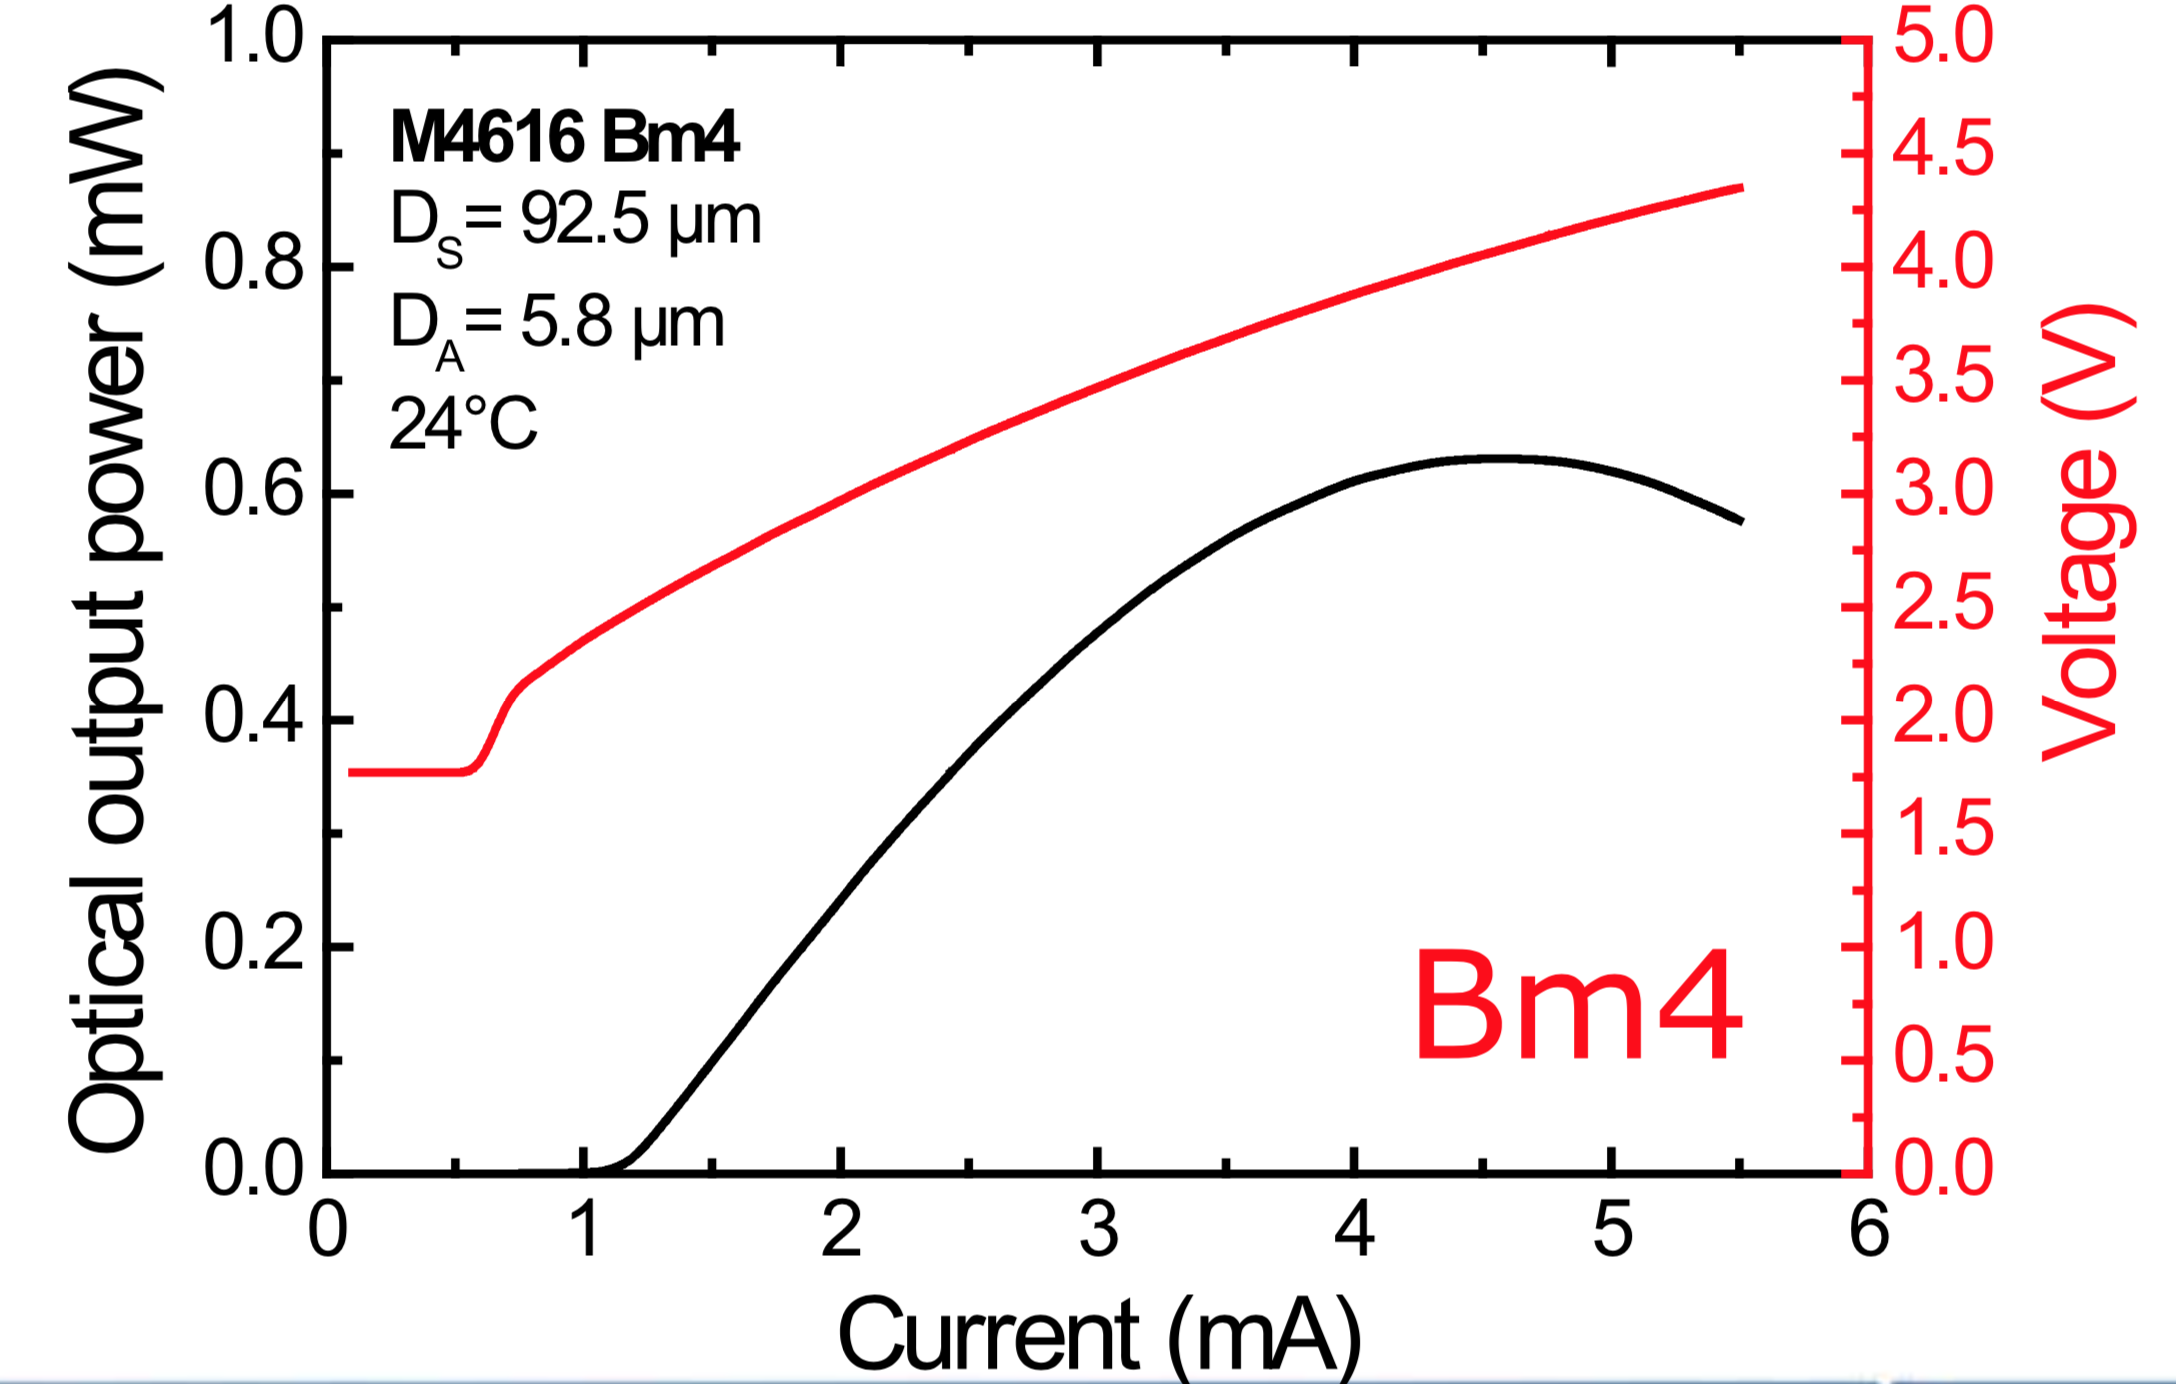 M4616 Bm4
D_S= 92.5 µm
D_A= 5.8 µm
24°C
Bm4
Optical output power (mW)
1.0
0.8
0.6
0.4
0.2
0.0
5.0
4.5
4.0
3.5
3.0
2.5
2.0
1.5
1.0
0.5
0.0
Voltage (V)
0 1 2 3 4 5 6
Current (mA)